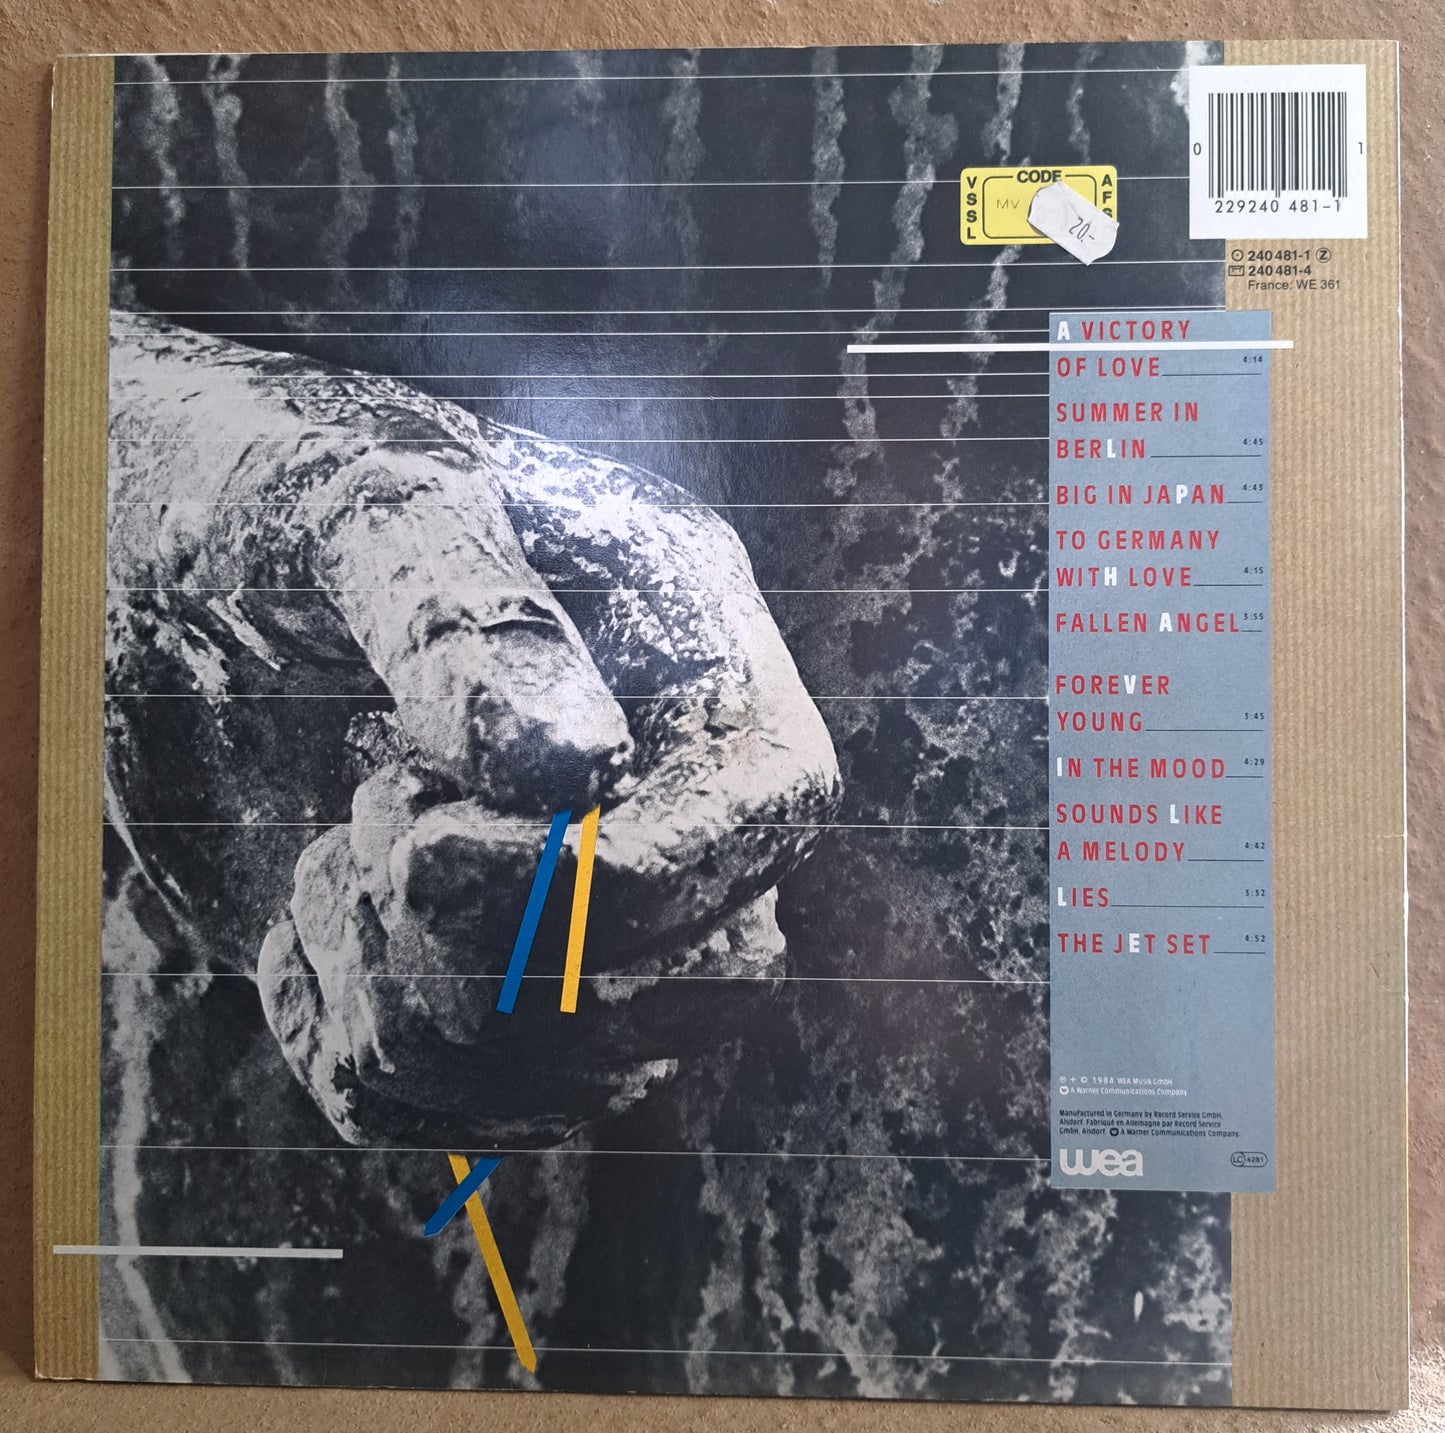 0 1
229240 481-1
CODE
VSSL
MV
20.-
240 481-1 Z
240 481-4
France: WE 361
A VICTORY
OF LOVE 4:14
SUMMER IN
BERLIN 4:45
BIG IN JAPAN 4:45
TO GERMANY
WITH LOVE 4:15
FALLEN ANGEL 3:55
FOREVER
YOUNG 3:45
IN THE MOOD 4:29
SOUNDS LIKE
A MELODY 4:42
LIES 3:32
THE JET SET 4:52
℗ + © 1984 WEA Musik GmbH
A Warner Communications Company
Manufactured in Germany by Record Service GmbH,
Alsdorf. Fabriqué en Allemagne par Record Service
GmbH, Alsdorf. A Warner Communications Company.
wea
LC 4281